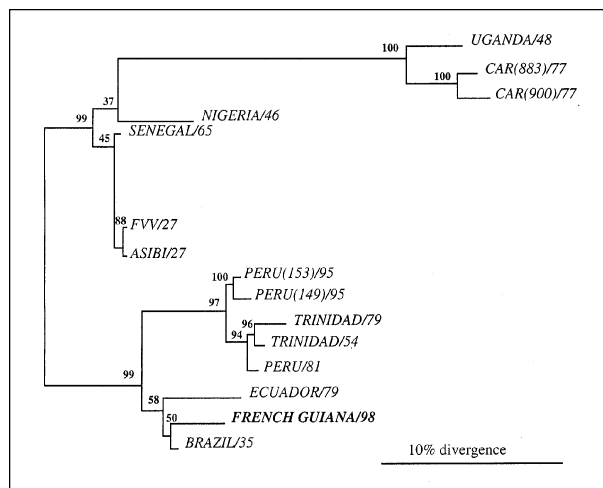 UGANDA/48
100
CAR(883)/77
100
CAR(900)/77
37
NIGERIA/46
99
SENEGAL/65
45
88
FVV/27
ASIBI/27
PERU(153)/95
100
PERU(149)/95
97
TRINIDAD/79
96
94
TRINIDAD/54
PERU/81
99
ECUADOR/79
58
50
FRENCH GUIANA/98
BRAZIL/35
10% divergence